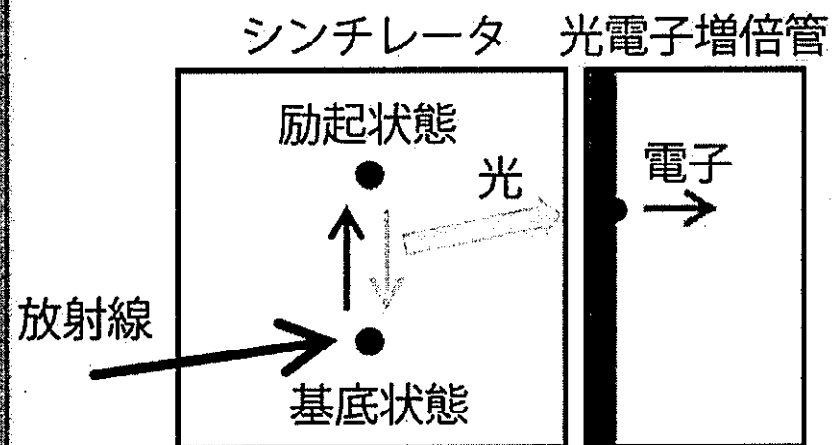 シンチレータ
光電子増倍管
励起状態
光
電子
放射線
基底状態